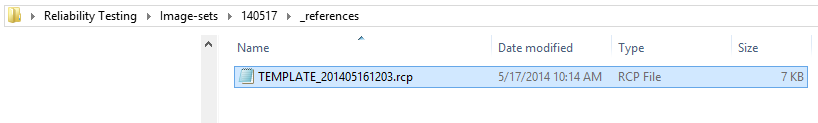 Reliability Testing Image-sets 140517 _references
Name Date modified Type Size
TEMPLATE_201405161203.rcp 5/17/2014 10:14 AM RCP File 7 KB